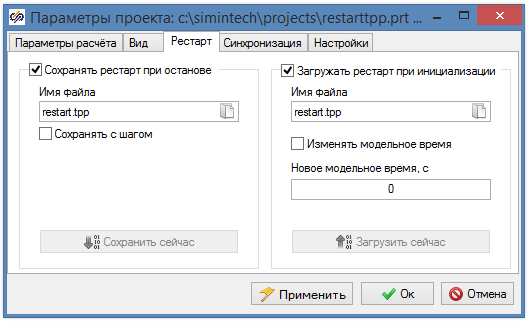 Параметры проекта: c:\simintech\projects\restarttpp.prt ...
Параметры расчёта Вид Рестарт Синхронизация Настройки
Сохранять рестарт при останове
Имя файла
restart.tpp
Сохранять с шагом
Сохранить сейчас
Загружать рестарт при инициализации
Имя файла
restart.tpp
Изменять модельное время
Новое модельное время, с
0
Загрузить сейчас
Применить Ок Отмена